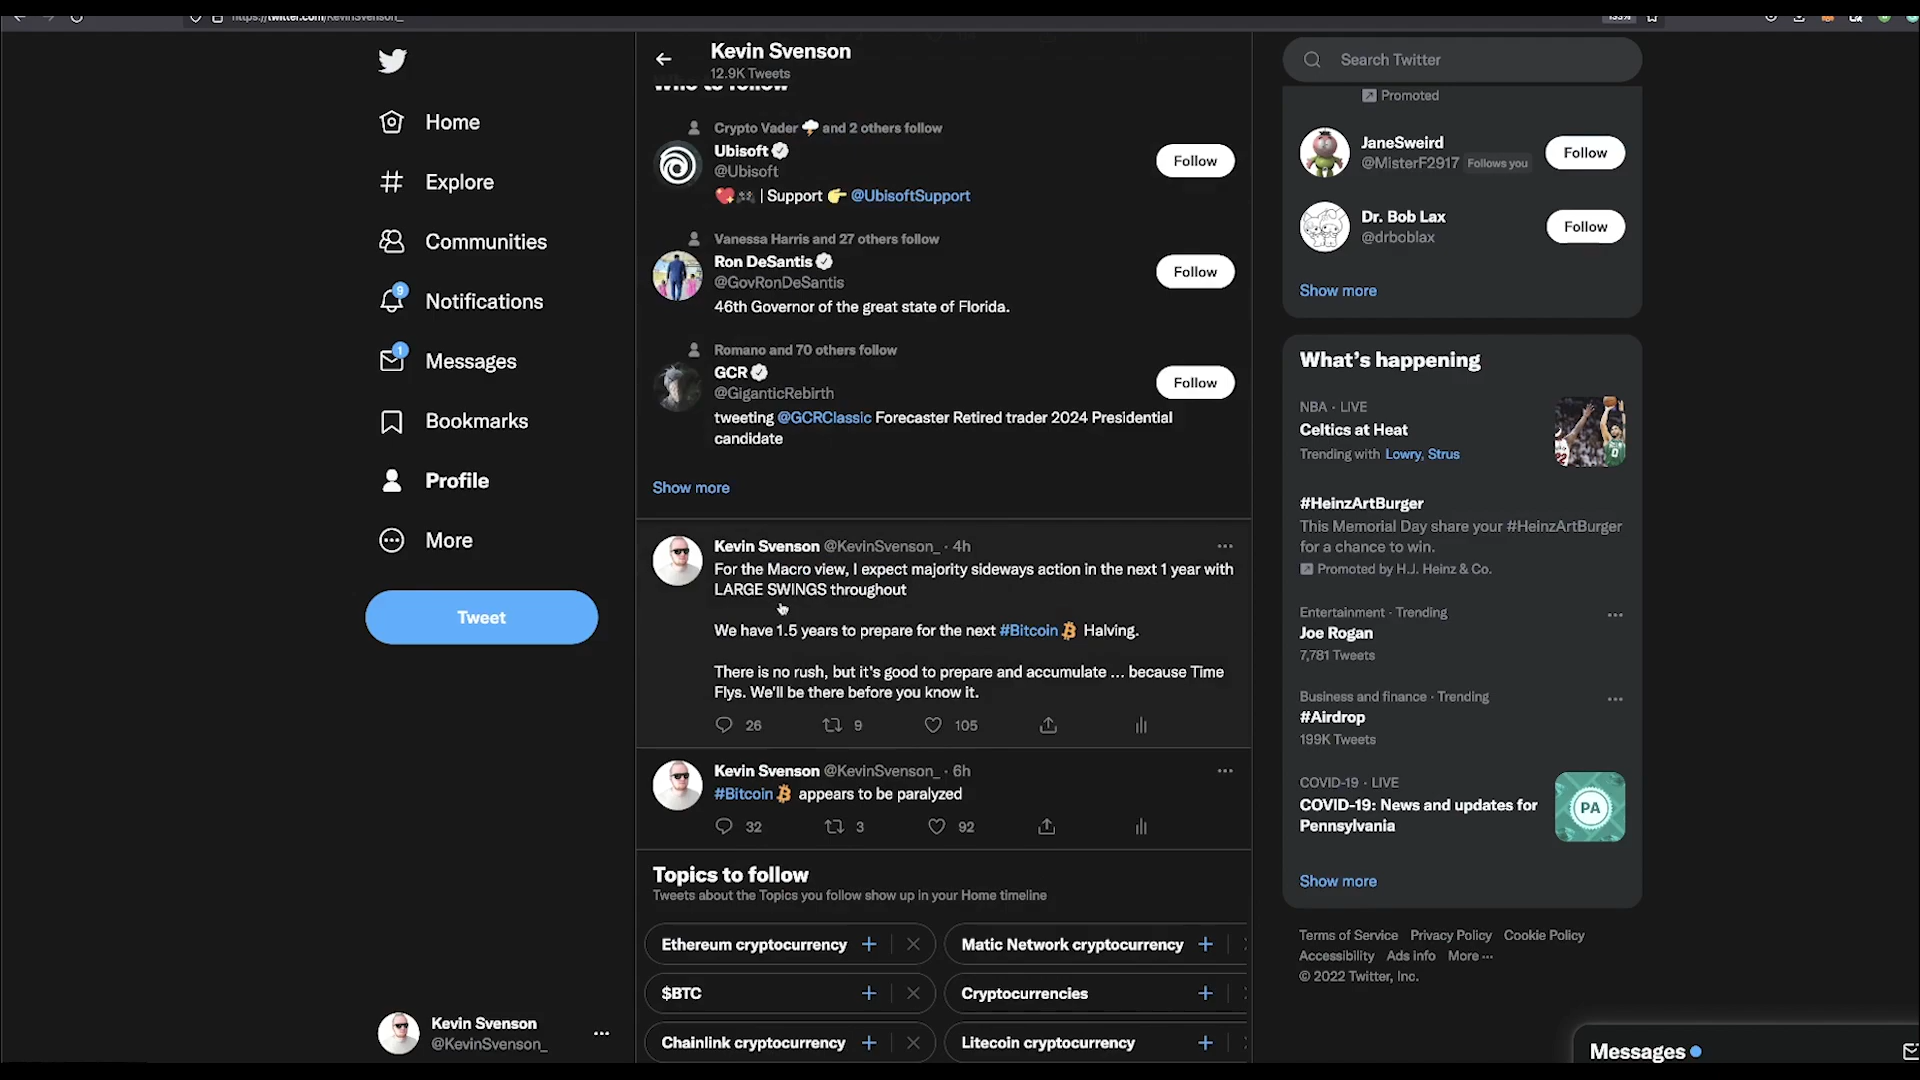 https://twitter.com/KevinSvenson_
133%
Home
Explore
Communities
9
Notifications
1
Messages
Bookmarks
Profile
More
Tweet
Kevin Svenson
@KevinSvenson_
Kevin Svenson
12.9K Tweets
Who to follow
Crypto Vader and 2 others follow
Ubisoft
@Ubisoft
| Support @UbisoftSupport
Follow
Vanessa Harris and 27 others follow
Ron DeSantis
@GovRonDeSantis
46th Governor of the great state of Florida.
Follow
Romano and 70 others follow
GCR
@GiganticRebirth
tweeting @GCRClassic Forecaster Retired trader 2024 Presidential
candidate
Follow
Show more
Kevin Svenson @KevinSvenson_ · 4h
For the Macro view, I expect majority sideways action in the next 1 year with
LARGE SWINGS throughout
We have 1.5 years to prepare for the next #Bitcoin Halving.
There is no rush, but it's good to prepare and accumulate ... because Time
Flys. We'll be there before you know it.
26 9 105
Kevin Svenson @KevinSvenson_ · 6h
#Bitcoin appears to be paralyzed
32 3 92
Topics to follow
Tweets about the Topics you follow show up in your Home timeline
Ethereum cryptocurrency
Matic Network cryptocurrency
$BTC
Cryptocurrencies
Chainlink cryptocurrency
Litecoin cryptocurrency
Search Twitter
Promoted
JaneSweird
@MisterF2917 Follows you
Follow
Dr. Bob Lax
@drboblax
Follow
Show more
What's happening
NBA · LIVE
Celtics at Heat
Trending with Lowry, Strus
#HeinzArtBurger
This Memorial Day share your #HeinzArtBurger
for a chance to win.
Promoted by H.J. Heinz & Co.
Entertainment · Trending
Joe Rogan
7,781 Tweets
Business and finance · Trending
#Airdrop
199K Tweets
COVID-19 · LIVE
COVID-19: News and updates for
Pennsylvania
PA
Show more
Terms of Service Privacy Policy Cookie Policy
Accessibility Ads info More ···
© 2022 Twitter, Inc.
Messages